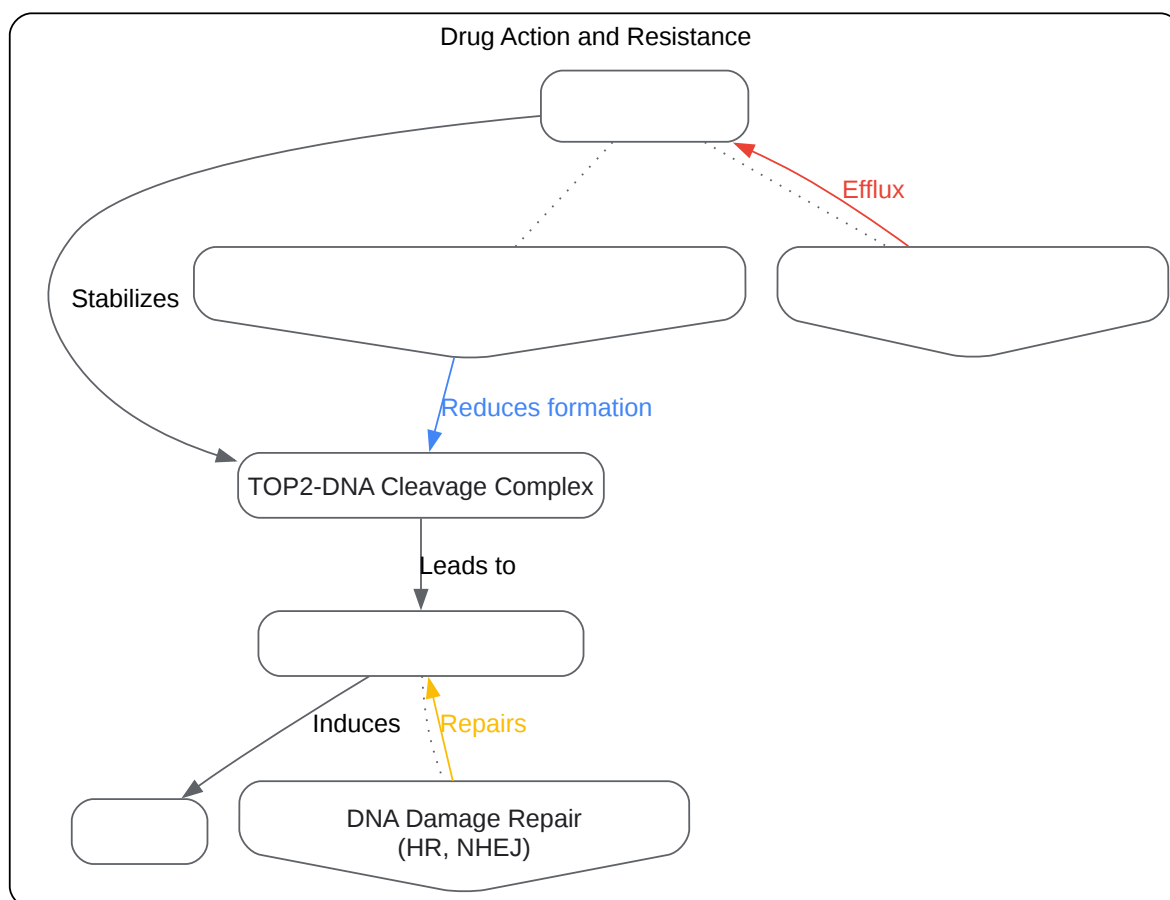 Drug Action and Resistance
Efflux
Stabilizes
Reduces formation
TOP2-DNA Cleavage Complex
Leads to
Induces
Repairs
DNA Damage Repair
(HR, NHEJ)